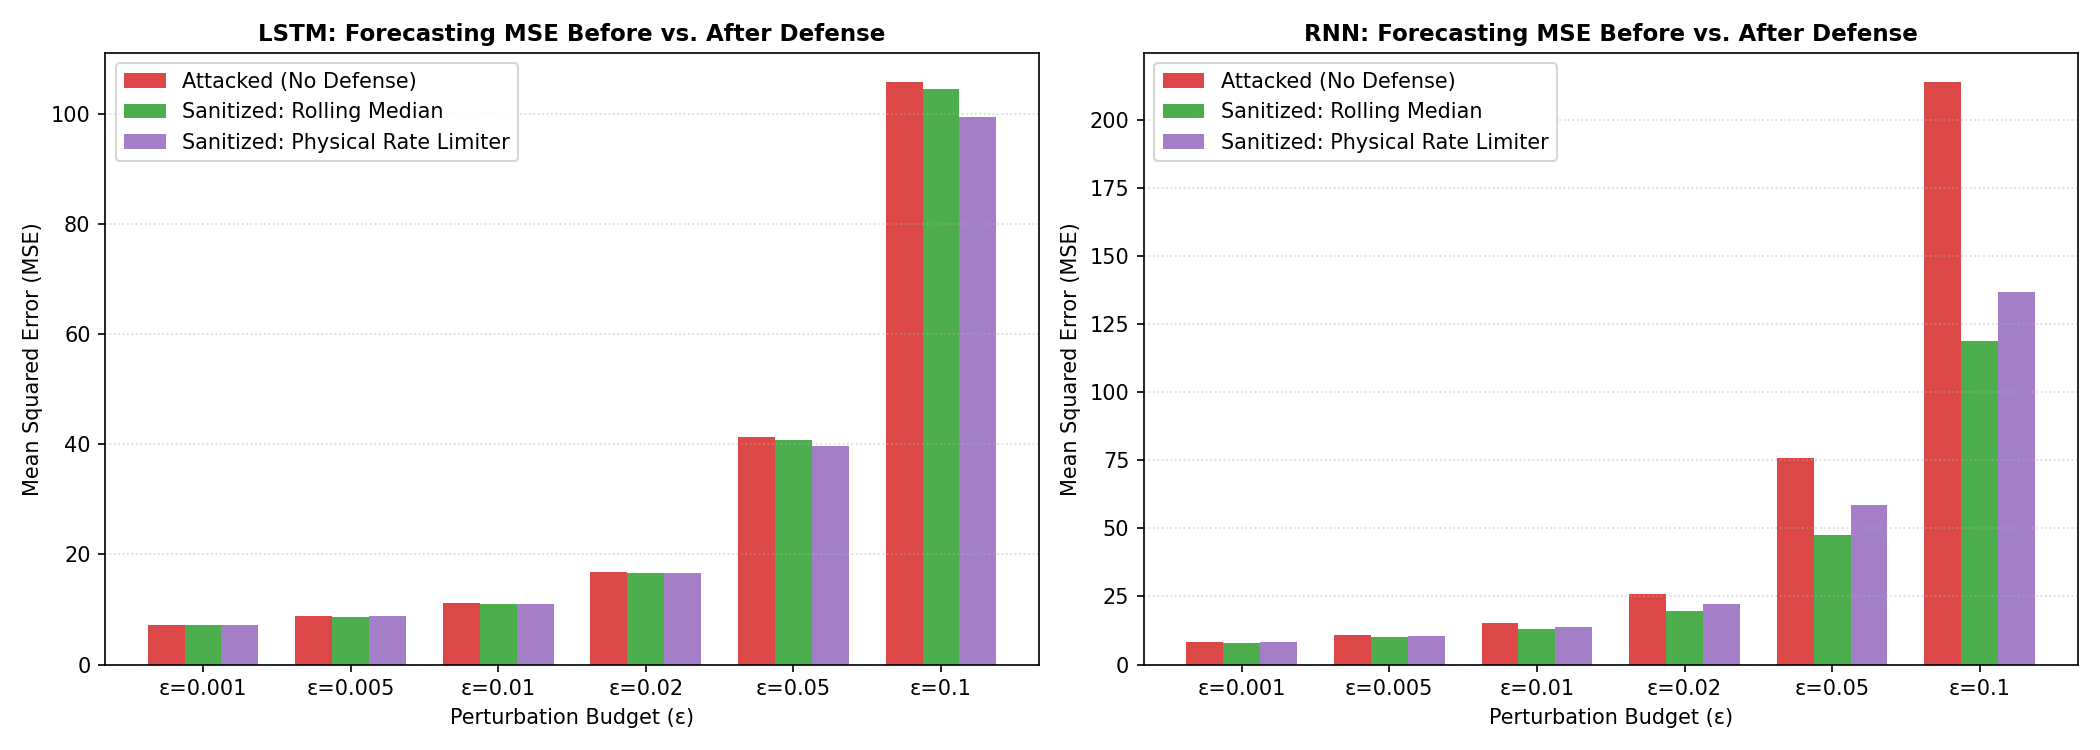 LSTM: Forecasting MSE Before vs. After Defense
Attacked (No Defense)
Sanitized: Rolling Median
Sanitized: Physical Rate Limiter
Mean Squared Error (MSE)
100
80
60
40
20
0
ε=0.001 ε=0.005 ε=0.01 ε=0.02 ε=0.05 ε=0.1
Perturbation Budget (ε)
RNN: Forecasting MSE Before vs. After Defense
Attacked (No Defense)
Sanitized: Rolling Median
Sanitized: Physical Rate Limiter
Mean Squared Error (MSE)
200
175
150
125
100
75
50
25
0
ε=0.001 ε=0.005 ε=0.01 ε=0.02 ε=0.05 ε=0.1
Perturbation Budget (ε)